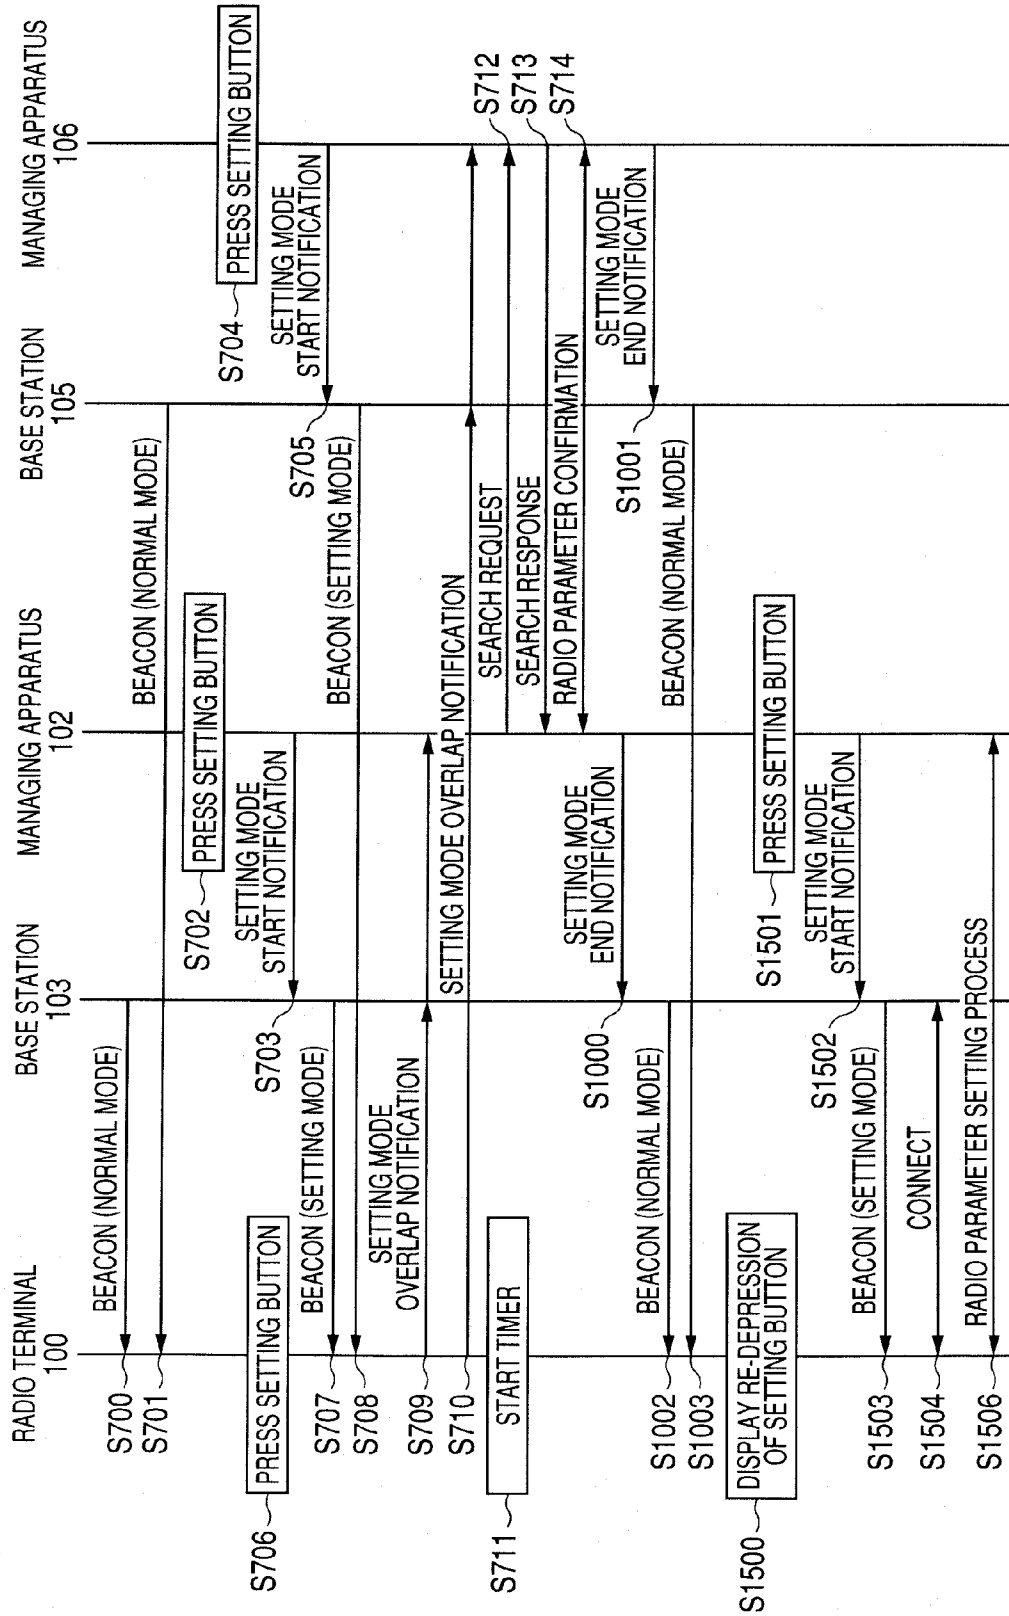 RADIO TERMINAL
100
BASE STATION
103
MANAGING APPARATUS
102
BASE STATION
105
MANAGING APPARATUS
106
S700
BEACON (NORMAL MODE)
S701
BEACON (NORMAL MODE)
S702
PRESS SETTING BUTTON
S704
PRESS SETTING BUTTON
S706
PRESS SETTING BUTTON
S703
SETTING MODE
START NOTIFICATION
S705
SETTING MODE
START NOTIFICATION
S707
BEACON (SETTING MODE)
S708
BEACON (SETTING MODE)
S709
SETTING MODE
OVERLAP NOTIFICATION
S710
SETTING MODE OVERLAP NOTIFICATION
S711
START TIMER
SEARCH REQUEST
S712
SEARCH RESPONSE
S713
RADIO PARAMETER CONFIRMATION
S714
S1000
SETTING MODE
END NOTIFICATION
S1001
SETTING MODE
END NOTIFICATION
S1002
BEACON (NORMAL MODE)
S1003
BEACON (NORMAL MODE)
S1500
DISPLAY RE-DEPRESSION
OF SETTING BUTTON
S1501
PRESS SETTING BUTTON
S1502
SETTING MODE
START NOTIFICATION
S1503
BEACON (SETTING MODE)
S1504
CONNECT
S1506
RADIO PARAMETER SETTING PROCESS